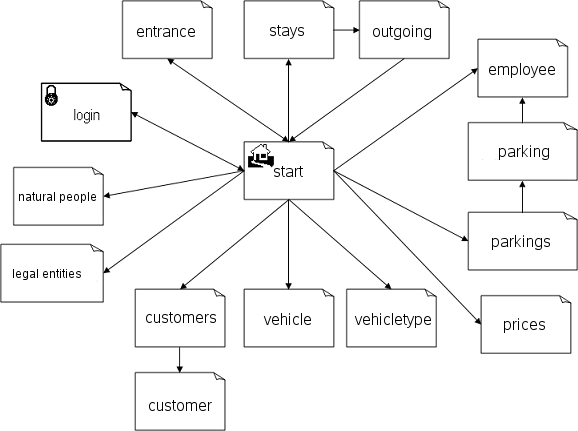 entrance
stays
outgoing
employee
login
parking
start
natural people
parkings
legal entities
customers
vehicle
vehicletype
prices
customer